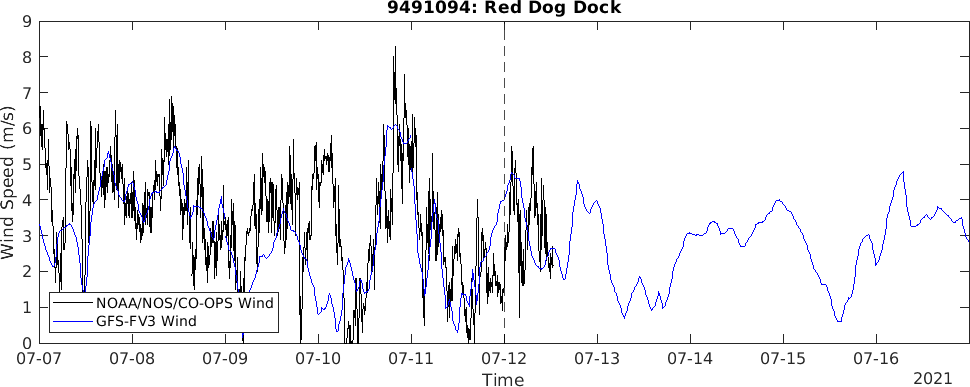 9491094: Red Dog Dock
Wind Speed (m/s)
9
8
7
6
5
4
3
2
1
0
NOAA/NOS/CO-OPS Wind
GFS-FV3 Wind
07-07 07-08 07-09 07-10 07-11 07-12 07-13 07-14 07-15 07-16
Time
2021